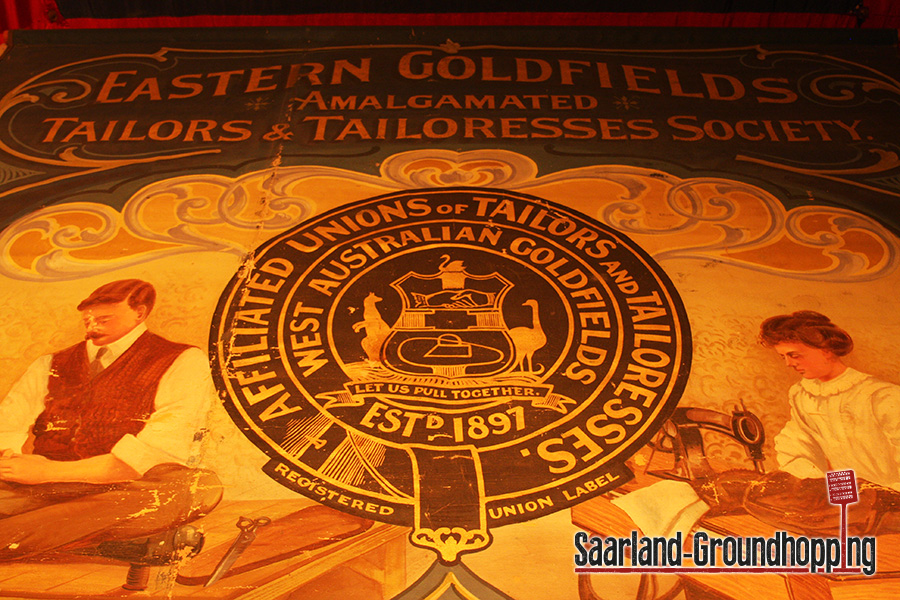 EASTERN GOLDFIELDS
AMALGAMATED
TAILORS & TAILORESSES SOCIETY.
AFFILIATED UNIONS OF TAILORS AND TAILORESSES.
WEST AUSTRALIAN GOLDFIELDS
LET US PULL TOGETHER.
ESTD 1897
REGISTERED UNION LABEL
Saarland-Groundhopping